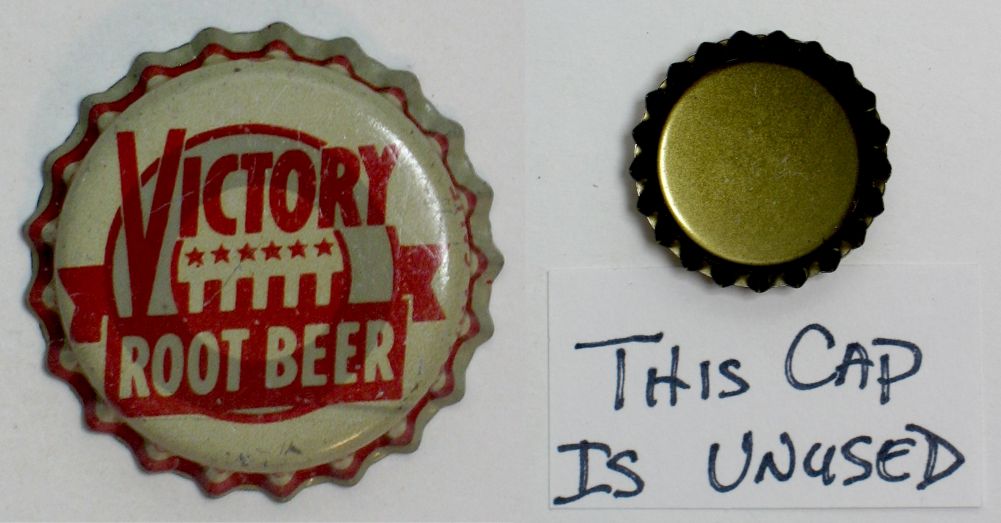 VICTORY
ROOT BEER
THIS CAP
IS UNUSED